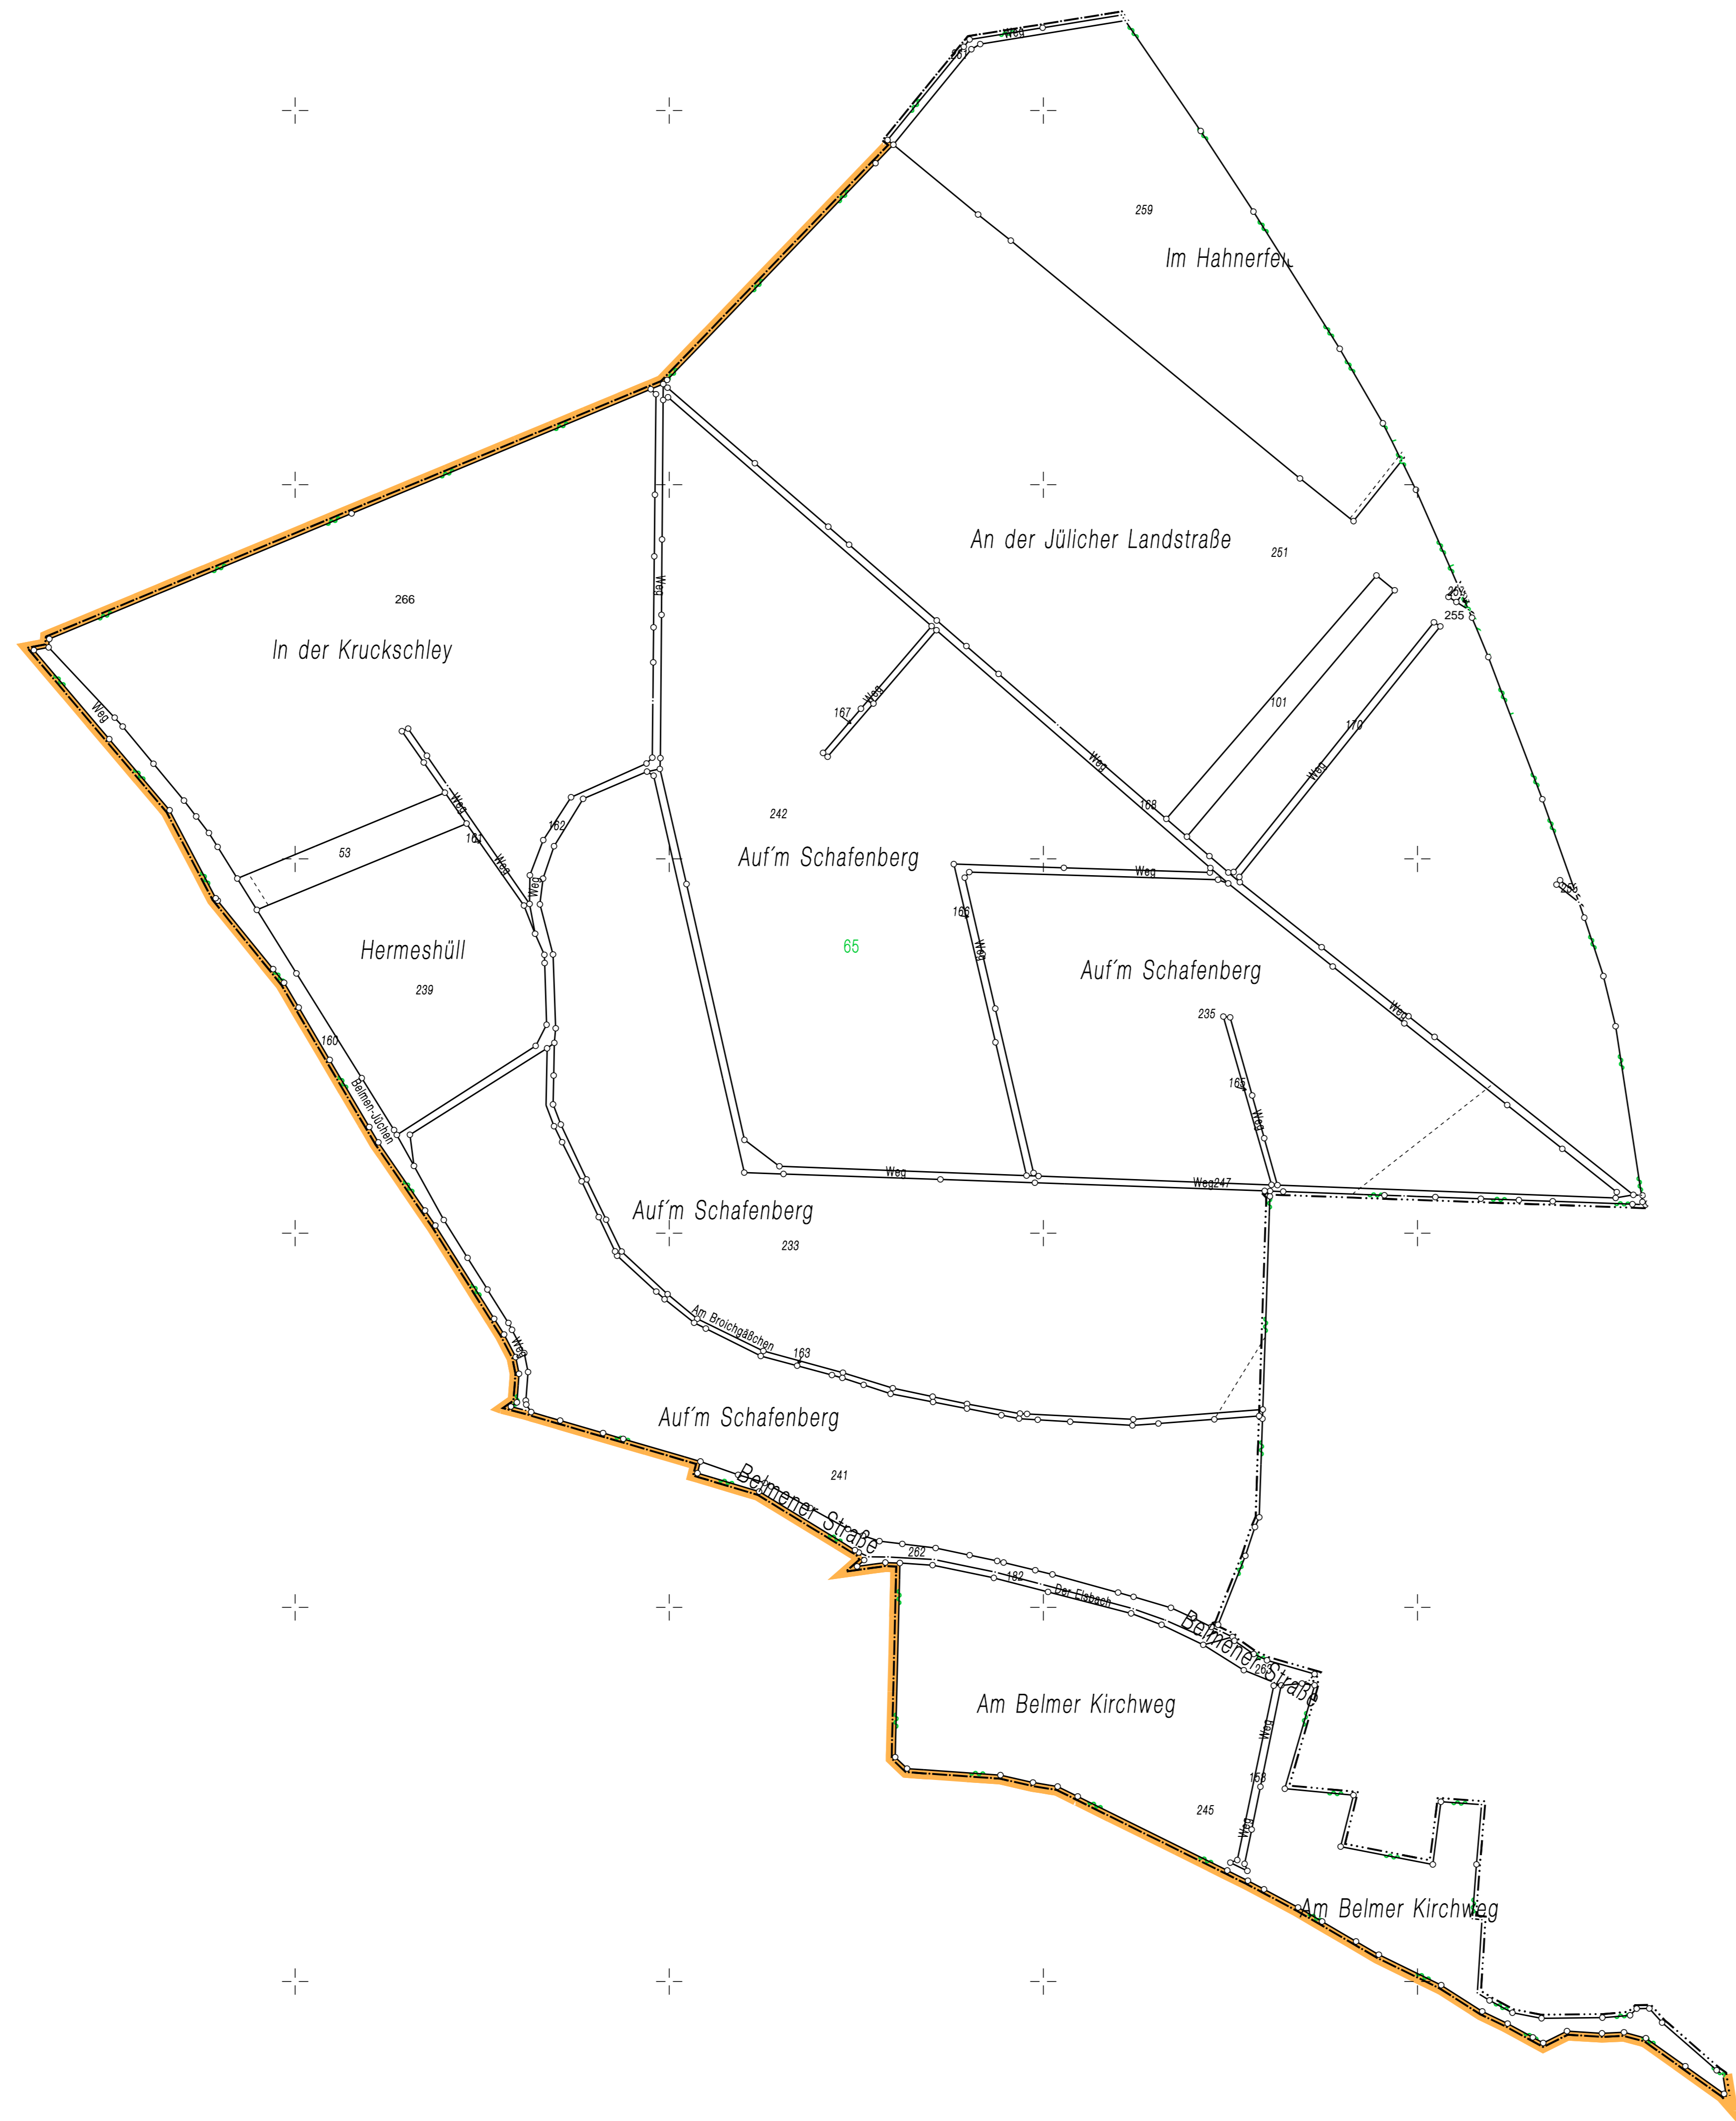 Weg
259
Im Hahnerfel
An der Jülicher Landstraße
251
266
In der Kruckschley
Weg
255
101
170
Weg
167
Weg
Weg
Weg
168
242
162
Weg
161
53
Weg
Weg
Auf'm Schafenberg
Weg
166
Weg
65
Hermeshüll
239
Auf'm Schafenberg
235
Weg
160
Belmen-Jüchen
165
Weg
Weg
Weg247
Auf'm Schafenberg
233
Am Broichgäßchen
163
Weg
Auf'm Schafenberg
241
Belmener Straße
262
182
Der Elsbach
Belmener Straße
263
Am Belmer Kirchweg
Weg
158
245
Weg
Am Belmer Kirchweg